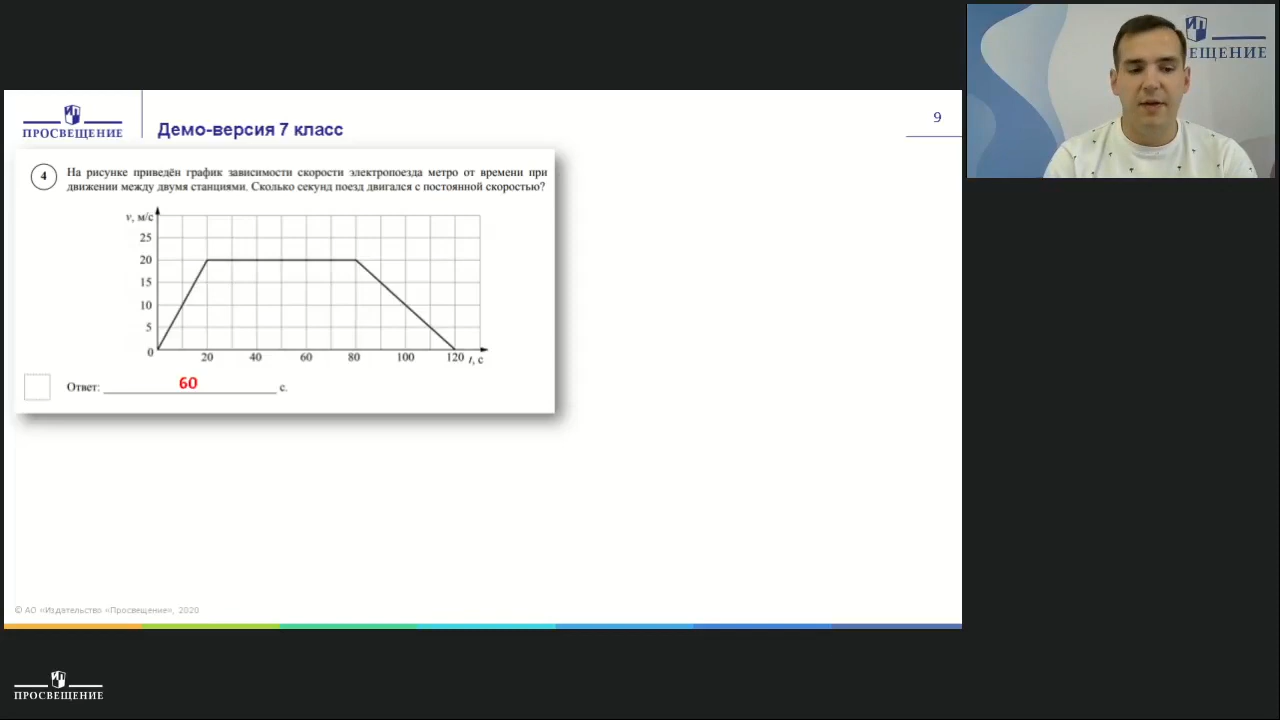 ЩЕНИЕ
ПРОСВЕЩЕНИЕ
Демо-версия 7 класс
9
4
На рисунке приведён график зависимости скорости электропоезда метро от времени при
движении между двумя станциями. Сколько секунд поезд двигался с постоянной скоростью?
v, м/с
25
20
15
10
5
0
20 40 60 80 100 120 t, с
Ответ: 60 с.
© АО «Издательство «Просвещение», 2020
ПРОСВЕЩЕНИЕ